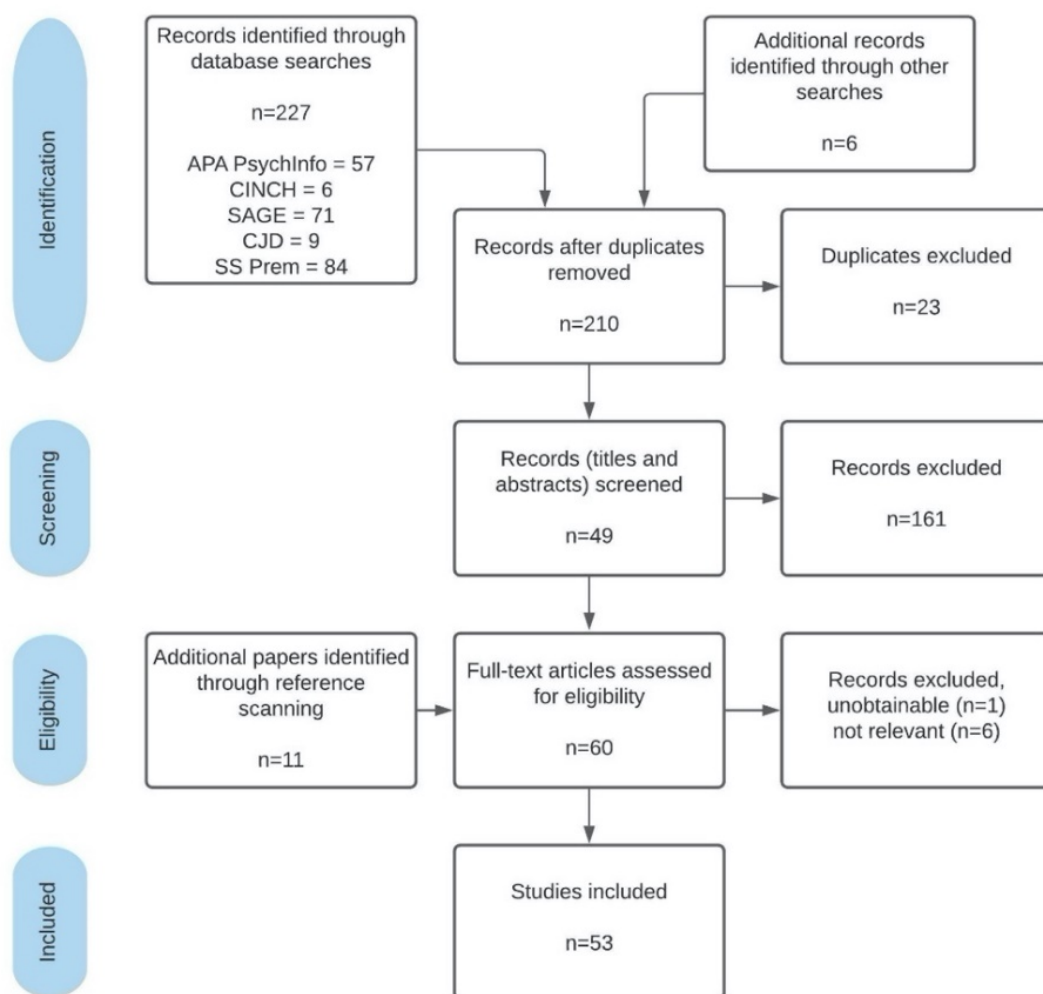 Identification
Records identified through
database searches
n=227
APA PsychInfo = 57
CINCH = 6
SAGE = 71
CJD = 9
SS Prem = 84
Additional records
identified through other
searches
n=6
Records after duplicates
removed
n=210
Duplicates excluded
n=23
Screening
Records (titles and
abstracts) screened
n=49
Records excluded
n=161
Eligibility
Additional papers identified
through reference
scanning
n=11
Full-text articles assessed
for eligibility
n=60
Records excluded,
unobtainable (n=1)
not relevant (n=6)
Included
Studies included
n=53